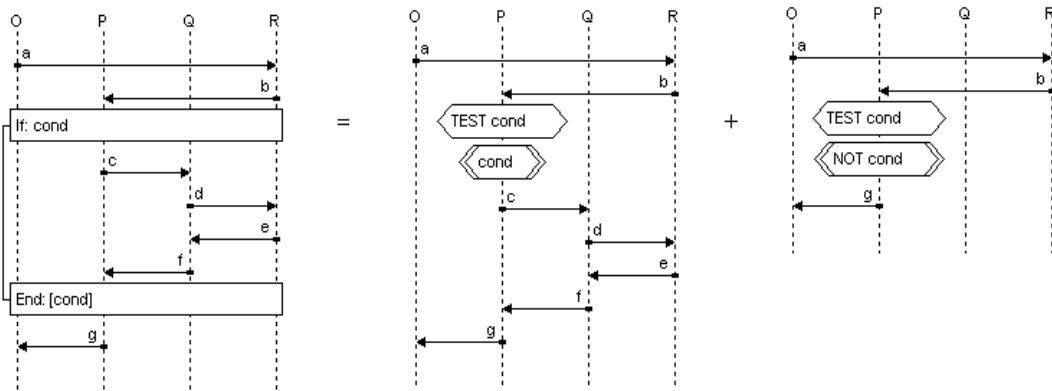 O P Q R
a
b
If: cond
c
d
e
f
End: [cond]
g
=
O P Q R
a
b
TEST cond
cond
c
d
e
f
g
+
O P Q R
a
b
TEST cond
NOT cond
g